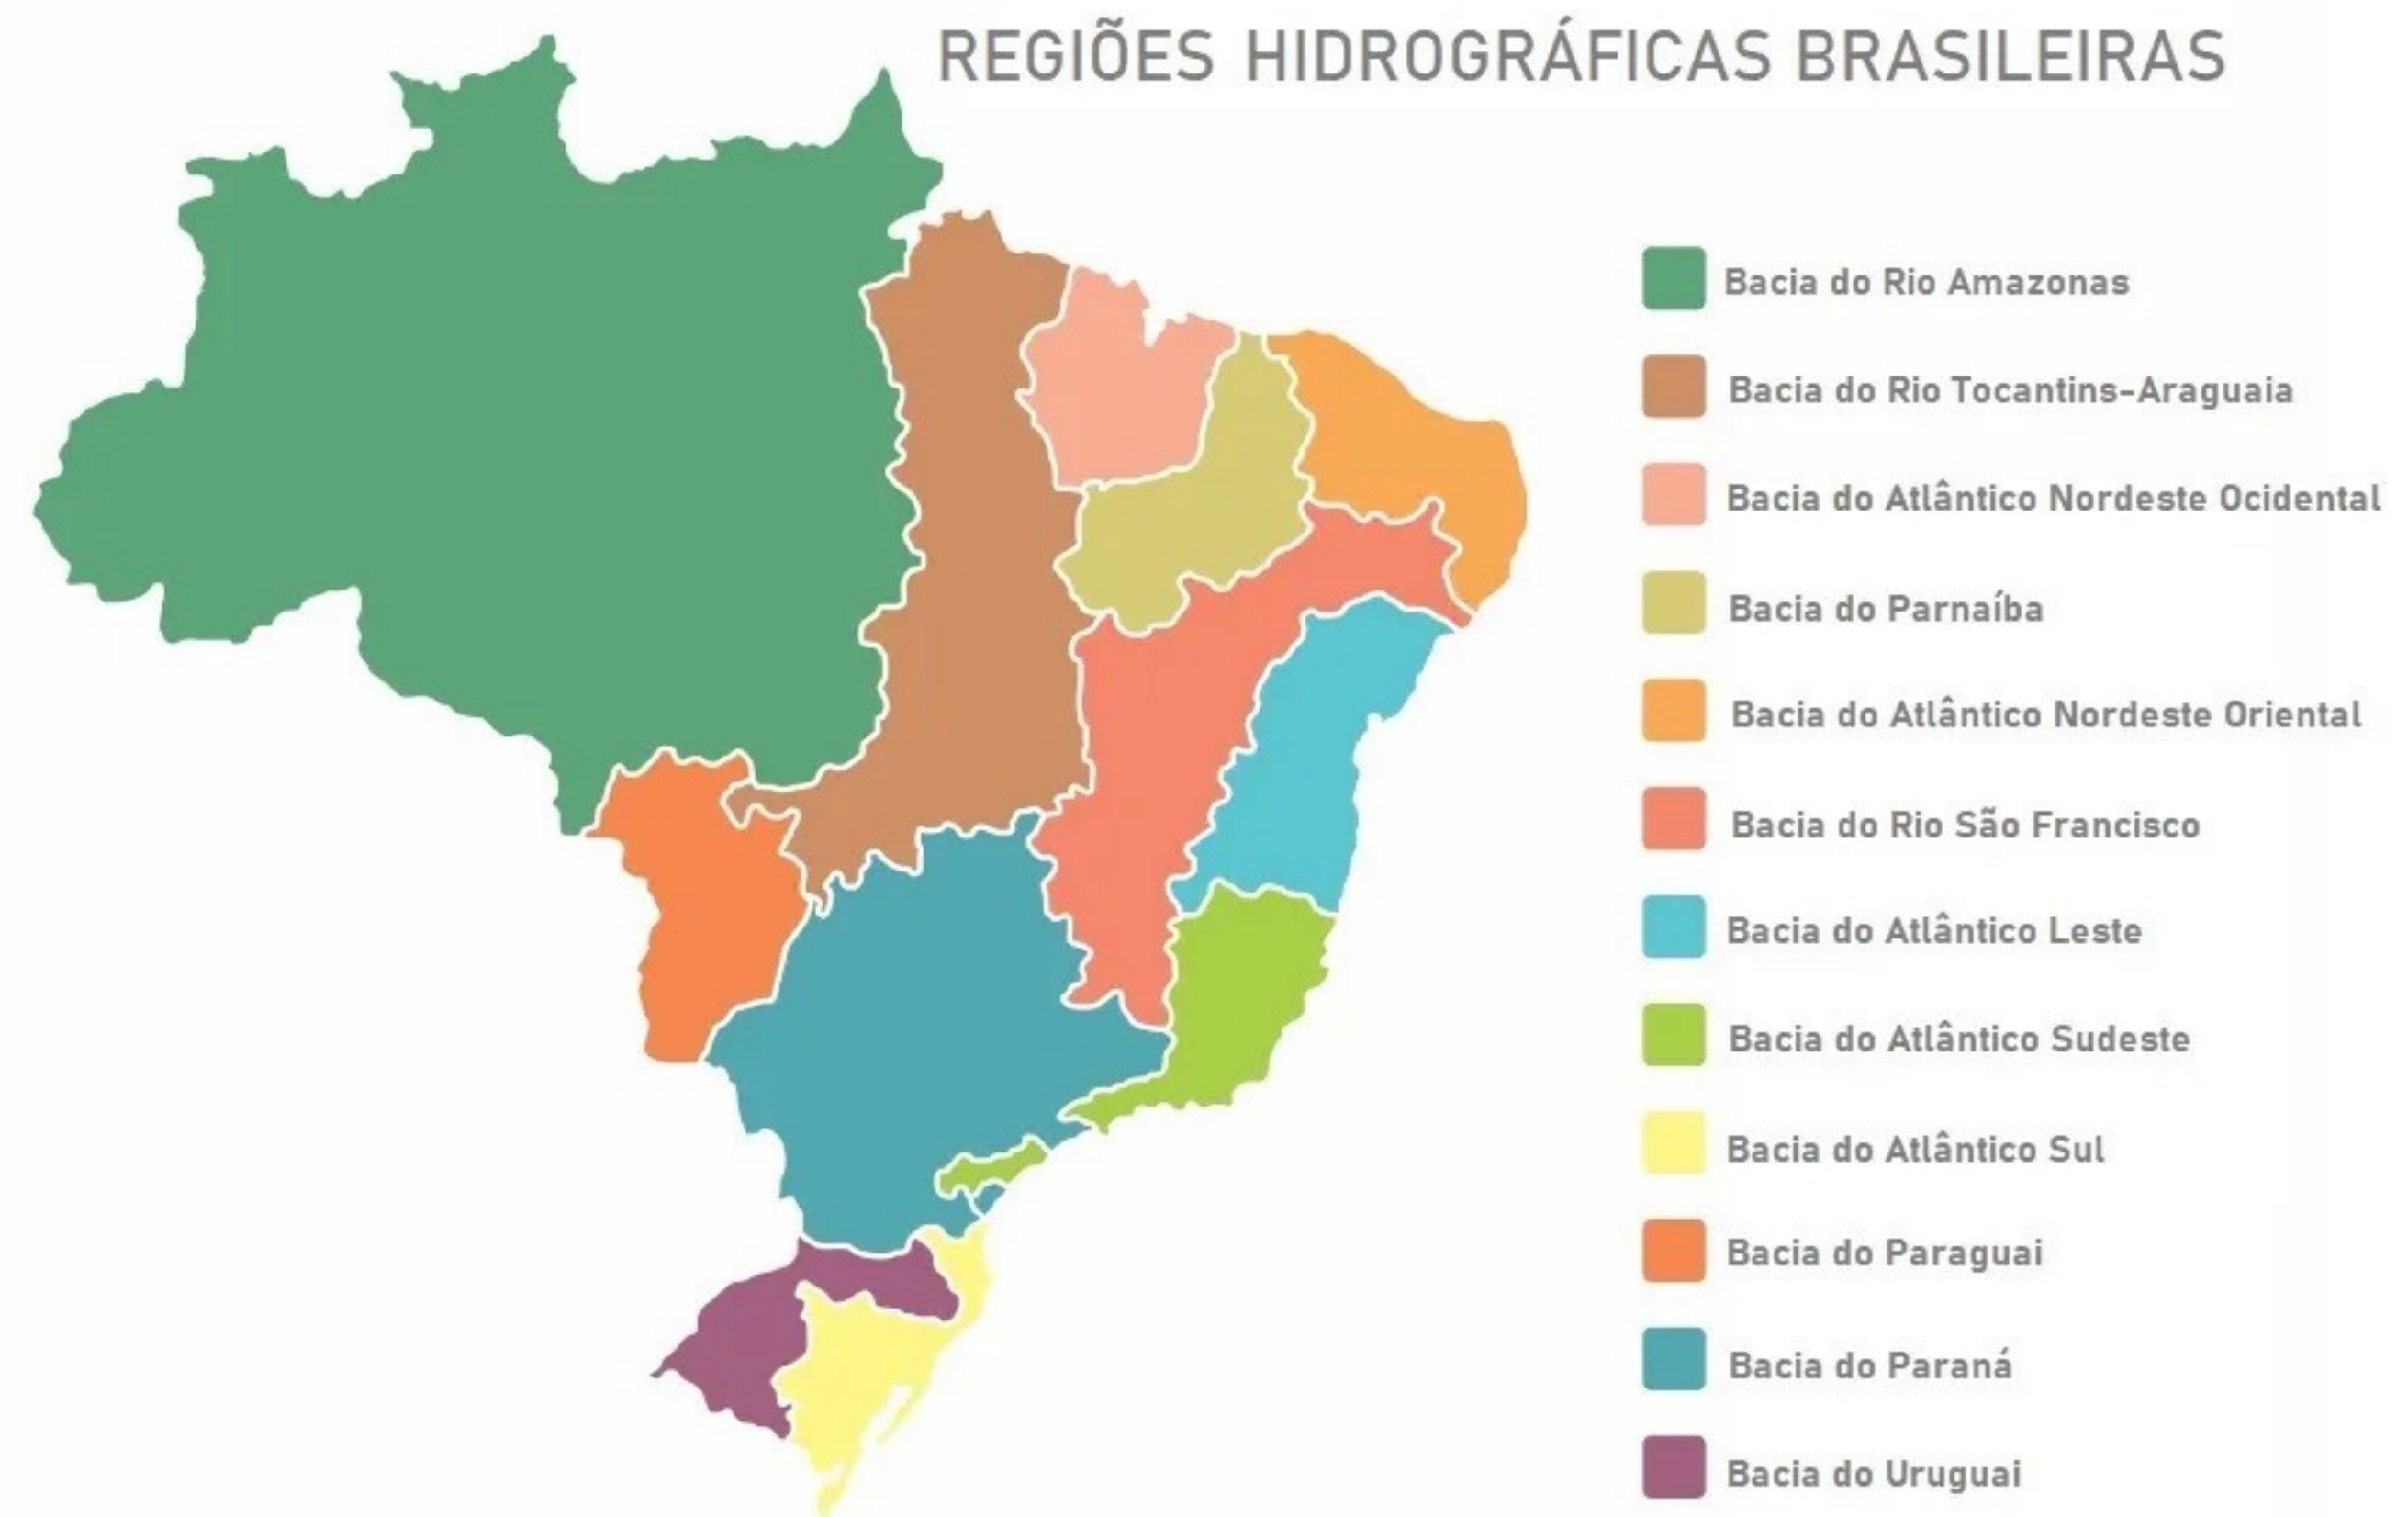 REGIÕES HIDROGRÁFICAS BRASILEIRAS
Bacia do Rio Amazonas
Bacia do Rio Tocantins-Araguaia
Bacia do Atlântico Nordeste Ocidental
Bacia do Parnaíba
Bacia do Atlântico Nordeste Oriental
Bacia do Rio São Francisco
Bacia do Atlântico Leste
Bacia do Atlântico Sudeste
Bacia do Atlântico Sul
Bacia do Paraguai
Bacia do Paraná
Bacia do Uruguai